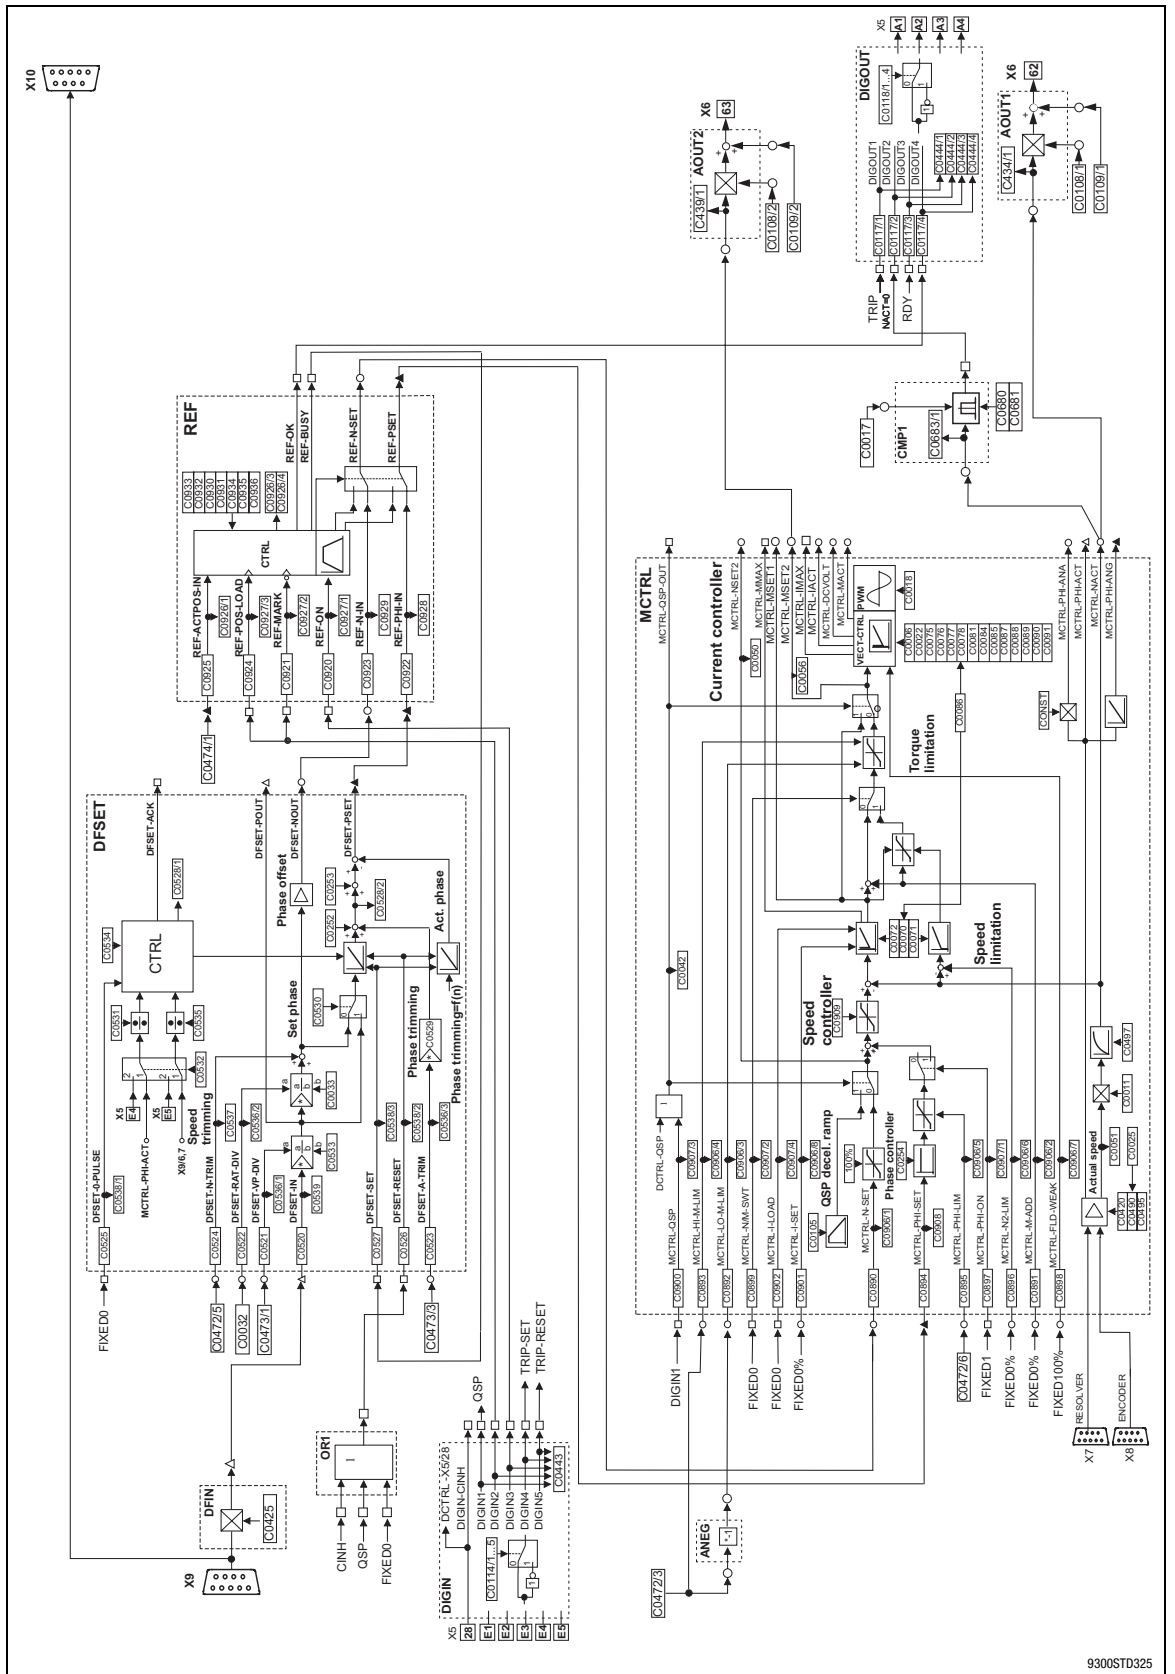 X10
X9
DFIN
C0425
DFSET
FIXED0
C0525
DFSET-0-PULSE
C0538/1
X5
E4
X5
E5
MCTRL-PHI-ACT
X9/6,7
2
1
2
1
C0531
C0535
C0532
CTRL
C0534
DFSET-ACK
C0528/1
Speed
trimming
C0472/5
C0524
DFSET-N-TRIM
C0537
C0032
C0522
DFSET-RAT-DIV
C0536/2
C0473/1
C0521
DFSET-VP-DIV
C0536/1
C0520
DFSET-IN
C0539
C0533
C0033
a
b
a
b
Set phase
C0530
0
1
Phase offset
C0252
C0253
C0528/2
DFSET-POUT
DFSET-NOUT
DFSET-PSET
C0527
DFSET-SET
C0538/3
C0526
DFSET-RESET
C0538/2
C0473/3
C0523
DFSET-A-TRIM
C0536/3
Phase trimming
C0529
Phase trimming=f(n)
Act. phase
REF
C0474/1
C0925
REF-ACTPOS-IN
C0926/1
C0924
REF-POS-LOAD
C0927/3
C0921
REF-MARK
C0927/2
C0920
REF-ON
C0927/1
C0923
REF-N-IN
C0929
C0922
REF-PHI-IN
C0928
CTRL
C0933
C0932
C0930
C0931
C0934
C0935
C0936
C0926/3
C0926/4
REF-OK
REF-BUSY
REF-N-SET
REF-PSET
OR1
CINH
QSP
FIXED0
DIGIN
X5
28
E1
E2
E3
E4
E5
C0114/1...5
0
1
1
DCTRL-X5/28
DIGIN-CINH
DIGIN1
DIGIN2
DIGIN3
DIGIN4
DIGIN5
C0443
QSP
TRIP-SET
TRIP-RESET
AOUT2
C439/1
C0108/2
C0109/2
X6
63
DIGOUT
TRIP
NACT=0
RDY
C0117/1
C0117/2
C0117/3
C0117/4
DIGOUT1
DIGOUT2
DIGOUT3
DIGOUT4
C0444/1
C0444/2
C0444/3
C0444/4
C0118/1...4
0
1
1
X5
A1
A2
A3
A4
AOUT1
C434/1
C0108/1
C0109/1
X6
62
CMP1
C0017
C0683/1
C0680
C0681
ANEG
*-1
C0472/3
MCTRL
DCTRL-QSP
DIGIN1
C0900
MCTRL-QSP
C0907/3
C0893
MCTRL-HI-M-LIM
C0906/4
C0892
MCTRL-LO-M-LIM
C0906/3
FIXED0
C0899
MCTRL-N/M-SWT
C0907/2
FIXED0
C0902
MCTRL-I-LOAD
C0907/4
FIXED0%
C0901
MCTRL-I-SET
C0906/8
C0105
QSP
decel. ramp
100%
C0890
MCTRL-N-SET
C0906/1
Phase controller
C0254
C0894
MCTRL-PHI-SET
C0908
C0472/6
C0895
MCTRL-PHI-LIM
C0906/5
FIXED1
C0897
MCTRL-PHI-ON
C0907/1
FIXED0%
C0896
MCTRL-N2-LIM
C0906/6
FIXED0%
C0891
MCTRL-M-ADD
C0906/2
FIXED100%
C0898
MCTRL-FLD-WEAK
C0906/7
RESOLVER
X7
ENCODER
X8
Actual speed
C0051
C0420
C0490
C0495
C0025
C0011
C0497
C0042
Speed
controller
C0909
C0072
C0070
C0071
Speed
limitation
Torque
limitation
Current controller
C0050
C0056
C0086
VECT-CTRL
PWM
C0018
C0006
C0022
C0075
C0076
C0077
C0078
C0081
C0084
C0085
C0087
C0088
C0089
C0090
C0091
CONST
MCTRL-QSP-OUT
MCTRL-NSET2
MCTRL-MMAX
MCTRL-MSET1
MCTRL-MSET2
MCTRL-IMAX
MCTRL-IACT
MCTRL-DCVOLT
MCTRL-MACT
MCTRL-PHI-ANA
MCTRL-PHI-ACT
MCTRL-NACT
MCTRL-PHI-ANG
9300STD325